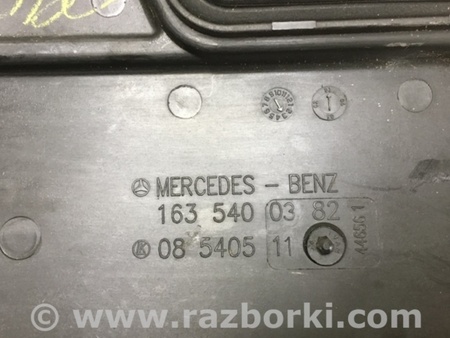 MERCEDES - BENZ
163 540 03 82
08 5405 11
© www.razborki.com